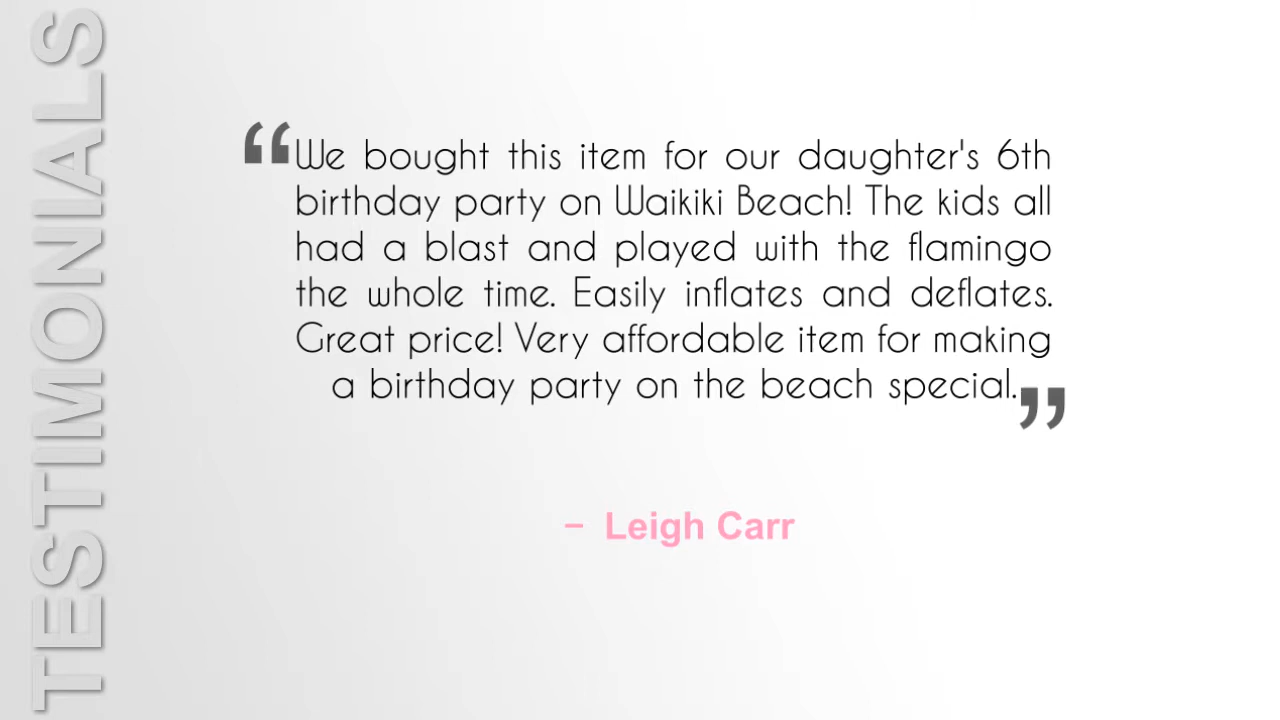 TESTIMONIALS
“We bought this item for our daughter's 6th
birthday party on Waikiki Beach! The kids all
had a blast and played with the flamingo
the whole time. Easily inflates and deflates.
Great price! Very affordable item for making
a birthday party on the beach special.”
– Leigh Carr